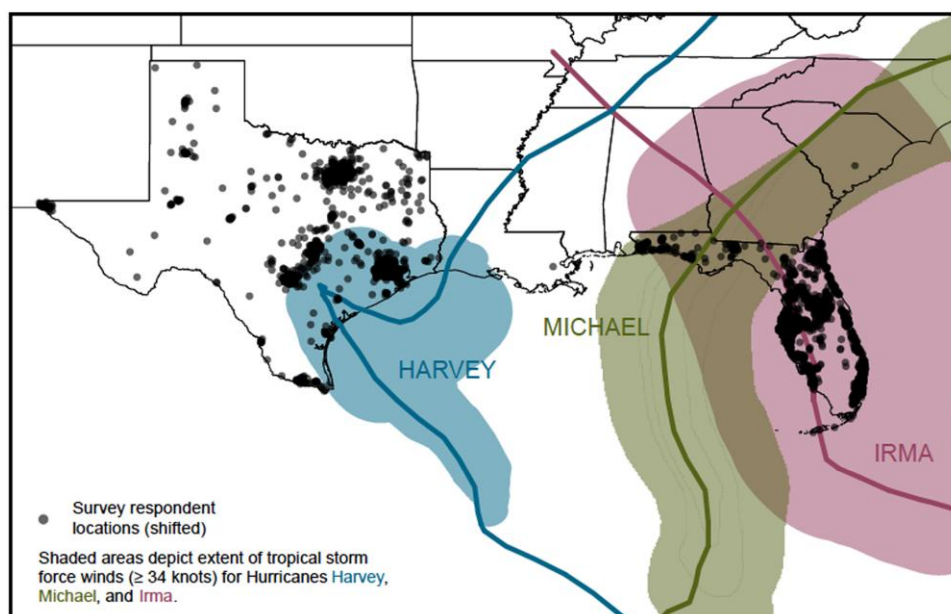 MICHAEL
HARVEY
IRMA
Survey respondent
locations (shifted)
Shaded areas depict extent of tropical storm
force winds (≥ 34 knots) for Hurricanes Harvey,
Michael, and Irma.